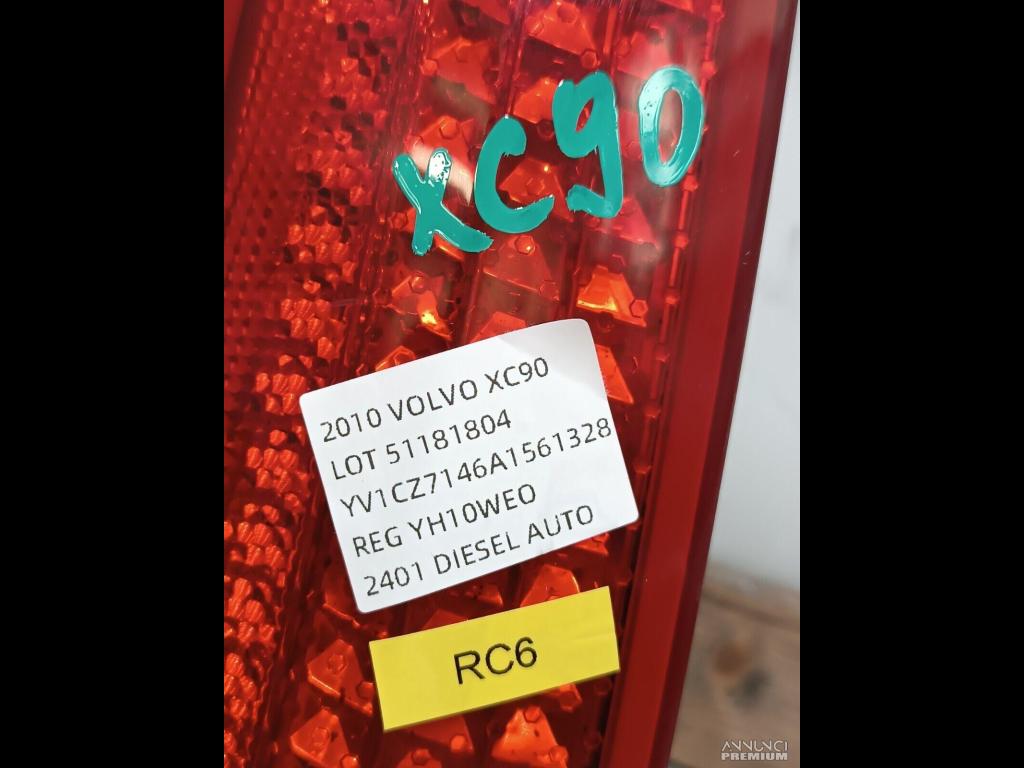 XC90
2010 VOLVO XC90
LOT 51181804
YV1CZ7146A1561328
REG YH10WEO
2401 DIESEL AUTO
RC6
ANNUNCI
PREMIUM